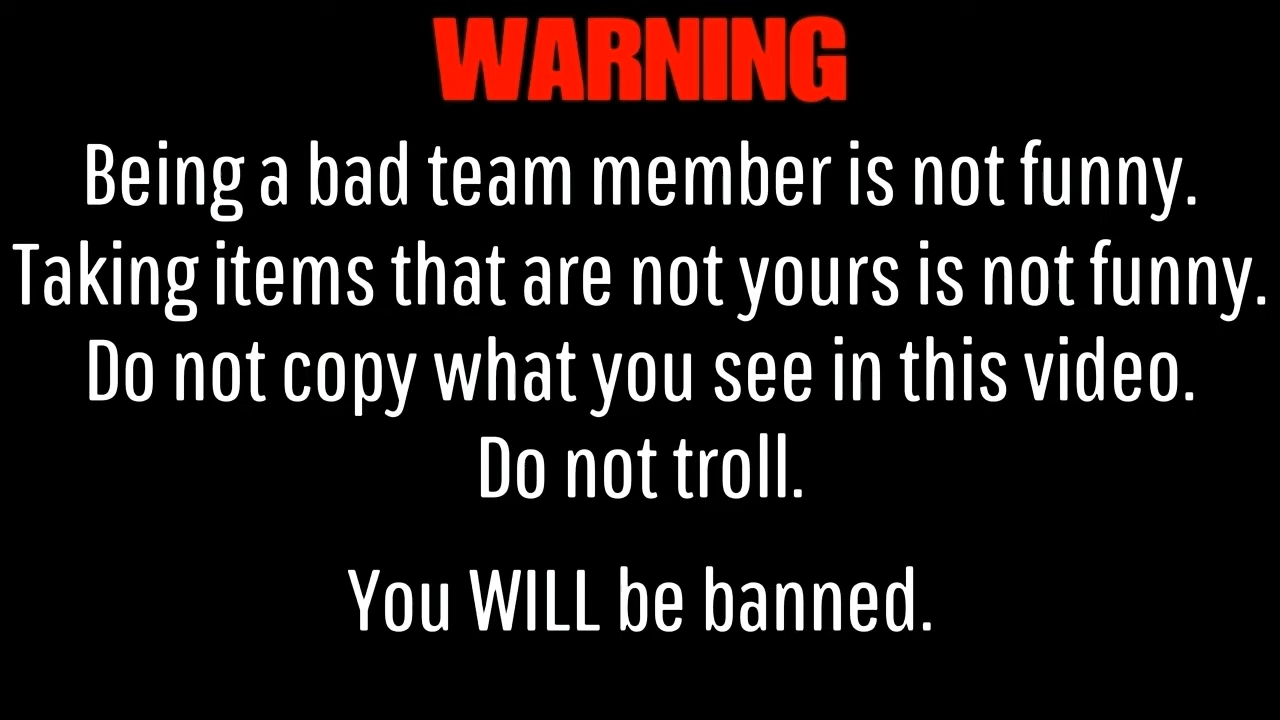 WARNING
Being a bad team member is not funny.
Taking items that are not yours is not funny.
Do not copy what you see in this video.
Do not troll.
You WILL be banned.